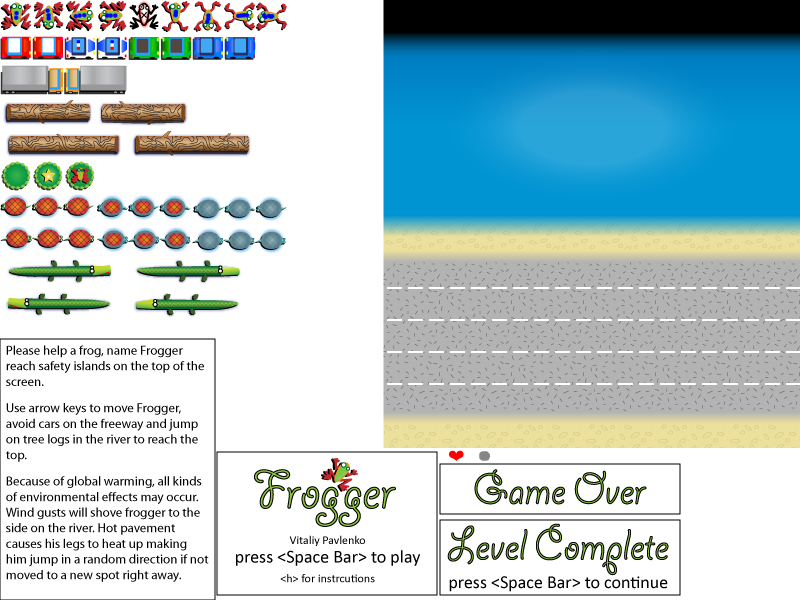 Please help a frog, name Frogger
reach safety islands on the top of the
screen.
Use arrow keys to move Frogger,
avoid cars on the freeway and jump
on tree logs in the river to reach the
top.
Because of global warming, all kinds
of environmental effects may occur.
Wind gusts will shove frogger to the
side on the river. Hot pavement
causes his legs to heat up making
him jump in a random direction if not
moved to a new spot right away.
Frogger
Vitaliy Pavlenko
press <Space Bar> to play
<h> for instrcutions
Game Over
Level Complete
press <Space Bar> to continue